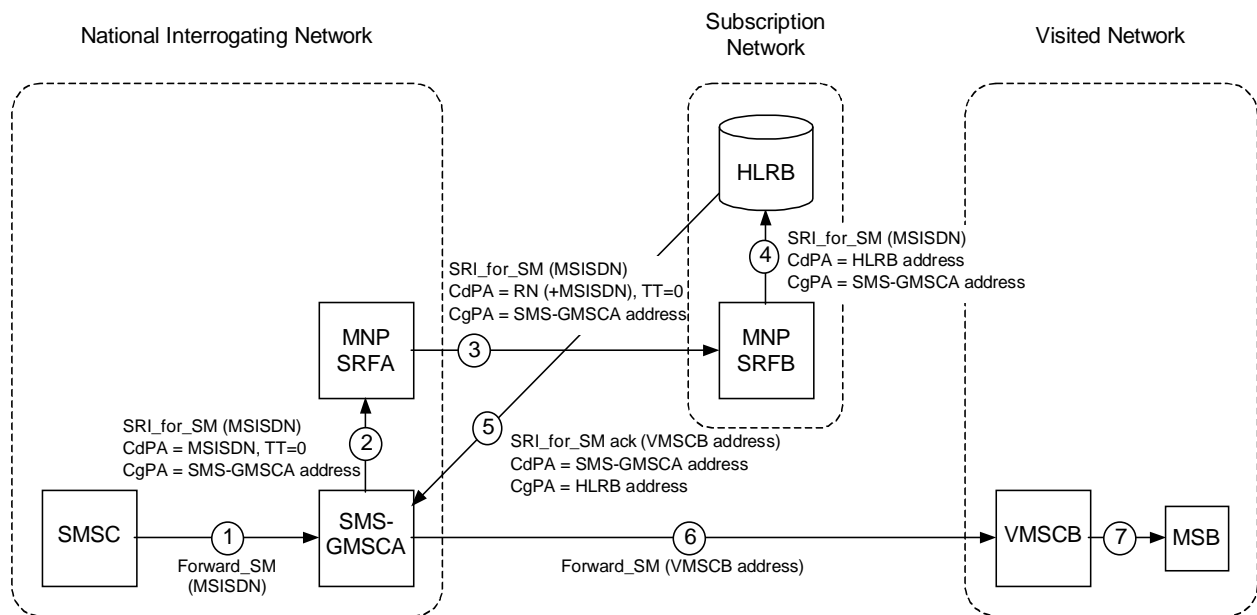 National Interrogating Network
Subscription
Network
Visited Network
HLRB
SRI_for_SM (MSISDN)
CdPA = HLRB address
CgPA = SMS-GMSCA address
4
SRI_for_SM (MSISDN)
CdPA = RN (+MSISDN), TT=0
CgPA = SMS-GMSCA address
MNP
SRFA
3
MNP
SRFB
SRI_for_SM (MSISDN)
CdPA = MSISDN, TT=0
CgPA = SMS-GMSCA address
2
5
SRI_for_SM ack (VMSCB address)
CdPA = SMS-GMSCA address
CgPA = HLRB address
SMSC
1
Forward_SM
(MSISDN)
SMS-
GMSCA
6
Forward_SM (VMSCB address)
VMSCB
7
MSB